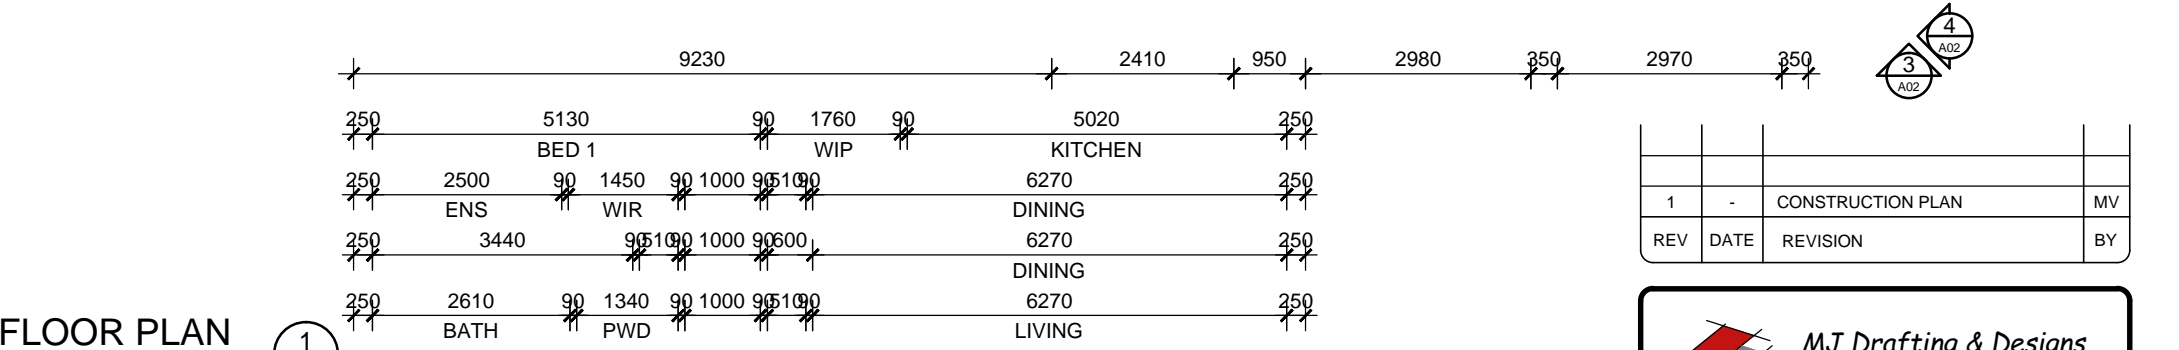 9230 2410 950 2980 350 2970 350
4
A02
3
A02
250 5130 90 1760 90 5020 250
BED 1 WIP KITCHEN
250 2500 90 1450 90 1000 90 510 90 6270 250
ENS WIR DINING
250 3440 90 510 90 1000 90 600 6270 250
DINING
250 2610 90 1340 90 1000 90 510 90 6270 250
BATH PWD LIVING
FLOOR PLAN 1
1 - CONSTRUCTION PLAN MV
REV DATE REVISION BY
MJ Drafting & Designs